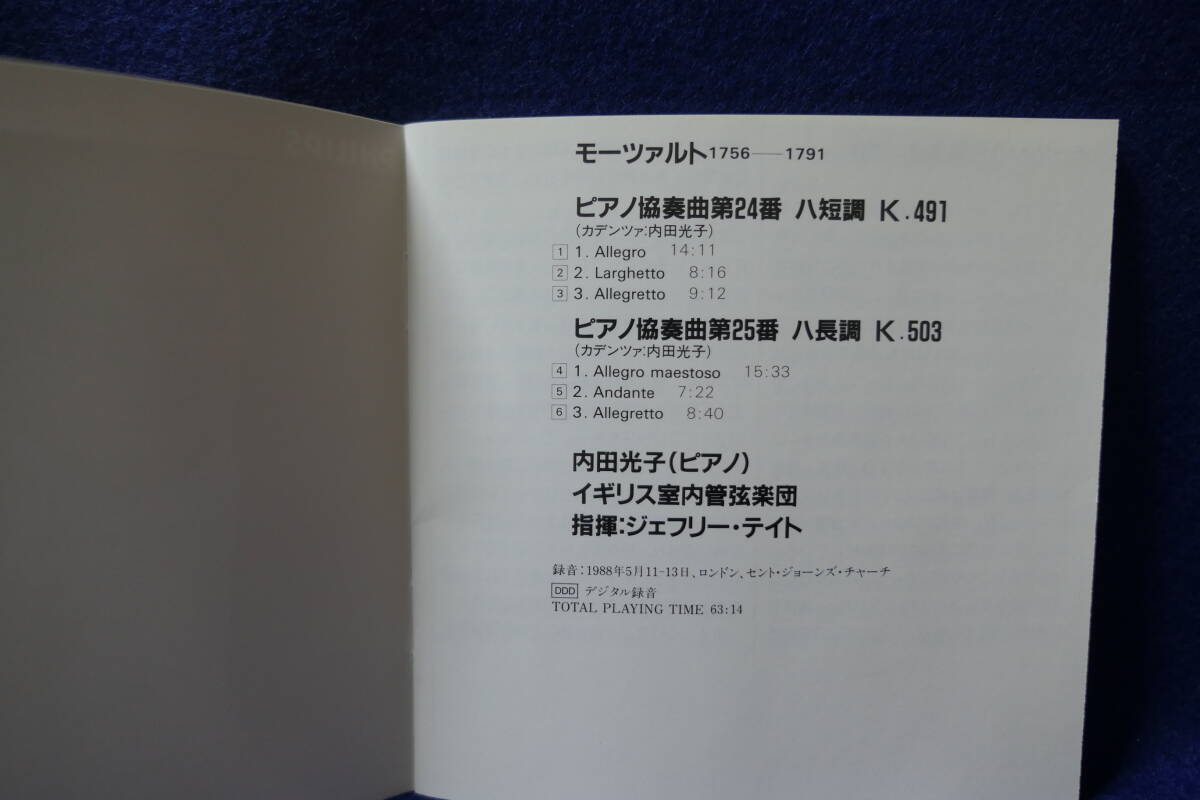 モーツァルト1756——1791
ピアノ協奏曲第24番 ハ短調 K.491
(カデンツァ:内田光子)
1 1. Allegro 14:11
2 2. Larghetto 8:16
3 3. Allegretto 9:12
ピアノ協奏曲第25番 ハ長調 K.503
(カデンツァ:内田光子)
4 1. Allegro maestoso 15:33
5 2. Andante 7:22
6 3. Allegretto 8:40
内田光子(ピアノ)
イギリス室内管弦楽団
指揮:ジェフリー・テイト
録音:1988年5月11-13日、ロンドン、セント・ジョーンズ・チャーチ
DDD デジタル録音
TOTAL PLAYING TIME 63:14